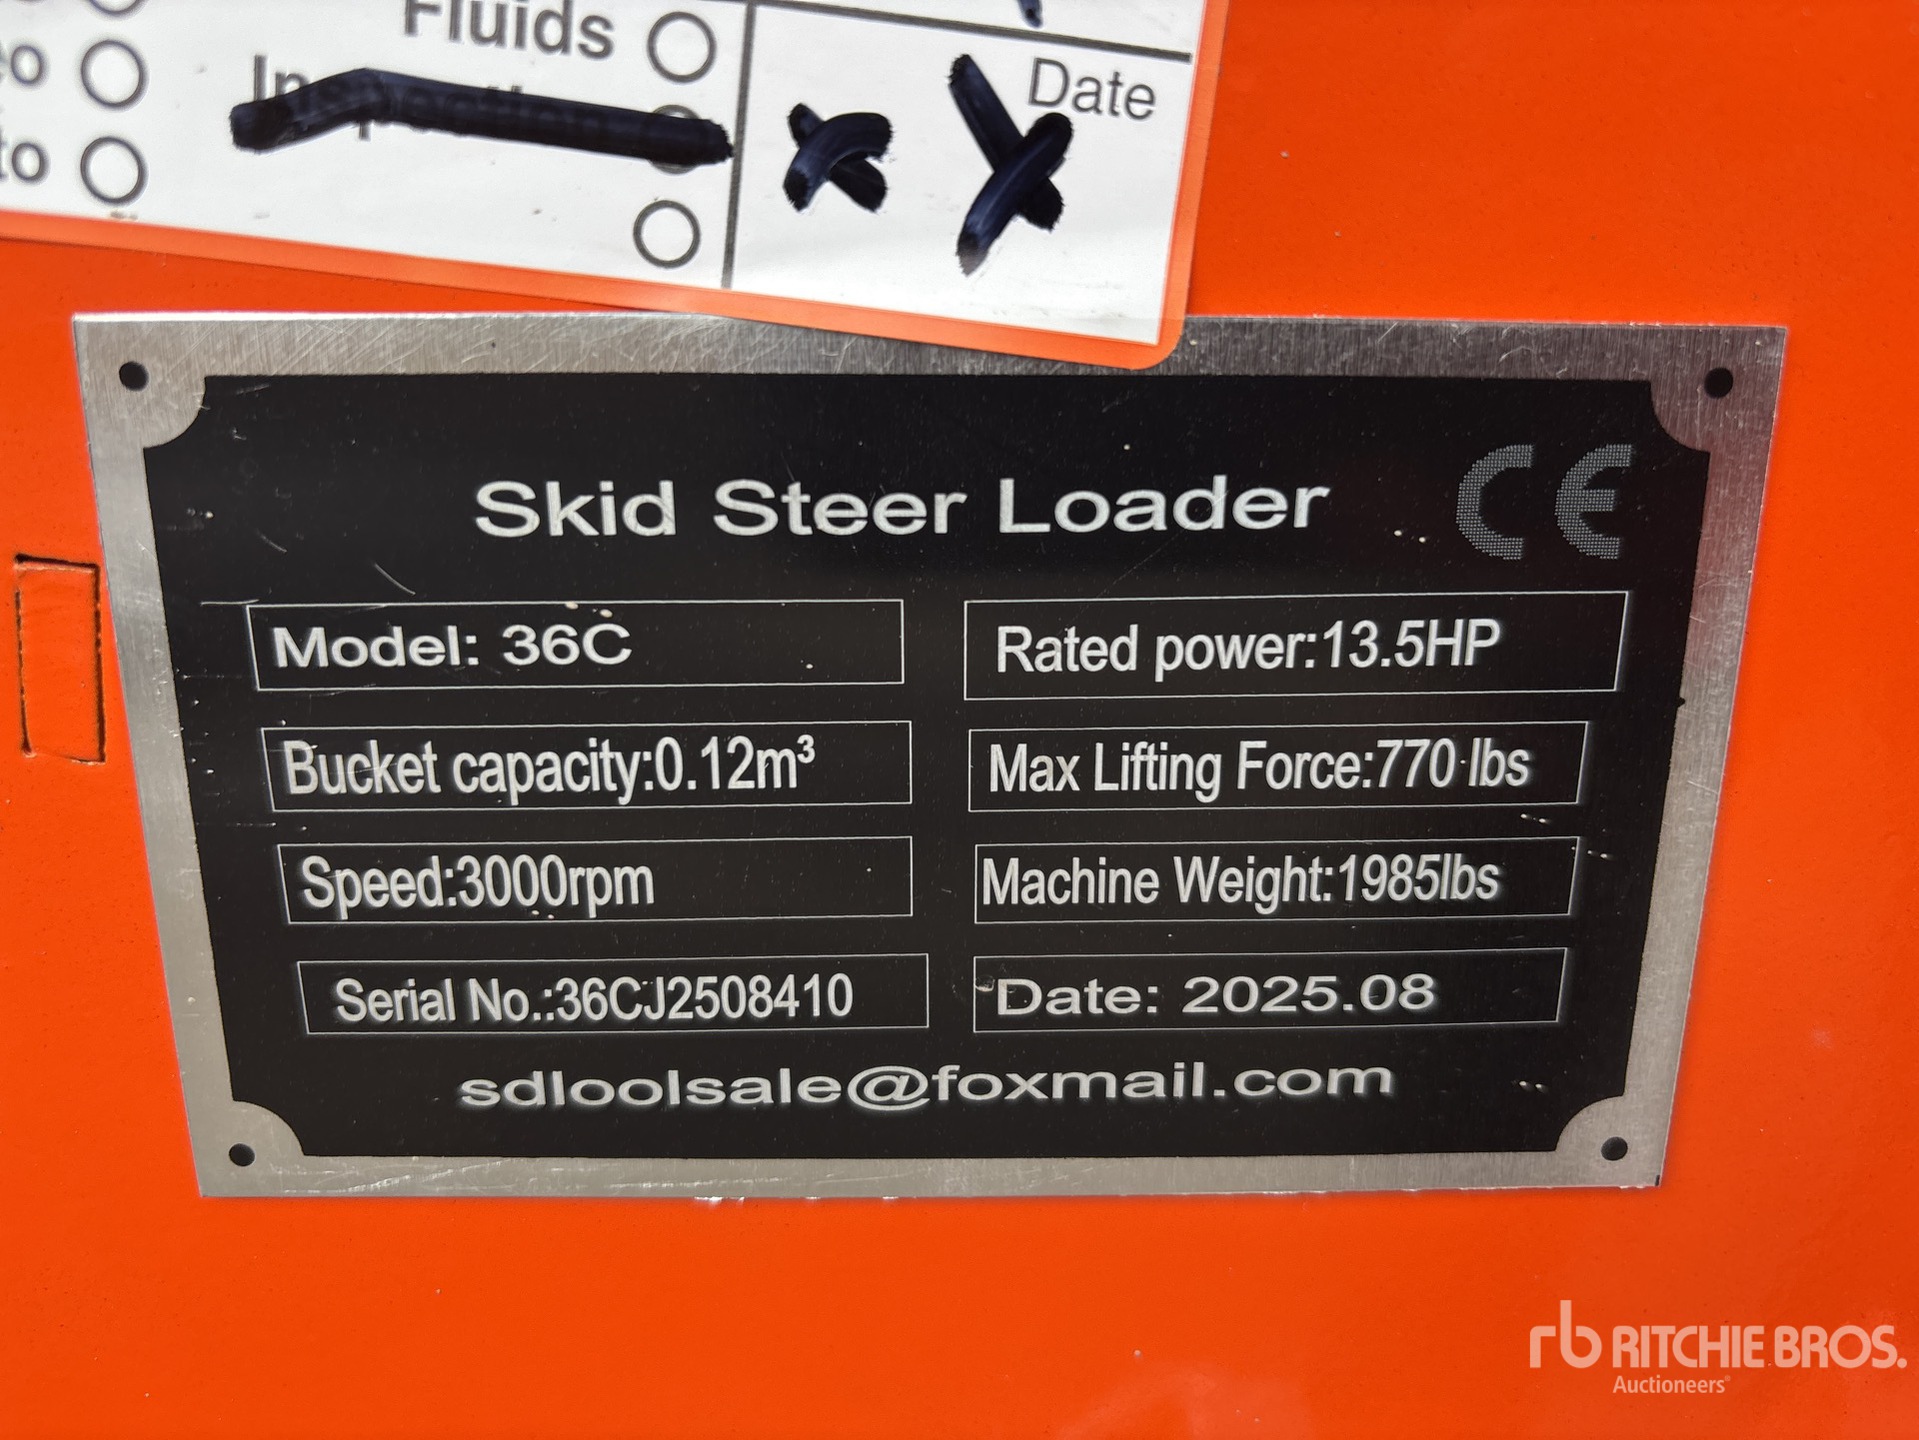 Fluids
Date
Skid Steer Loader CE
Model: 36C
Rated power:13.5HP
Bucket capacity:0.12m³
Max Lifting Force:770 lbs
Speed:3000rpm
Machine Weight:1985lbs
Serial No.:36CJ2508410
Date: 2025.08
sdloolsale@foxmail.com
rb RITCHIE BROS.
Auctioneers®